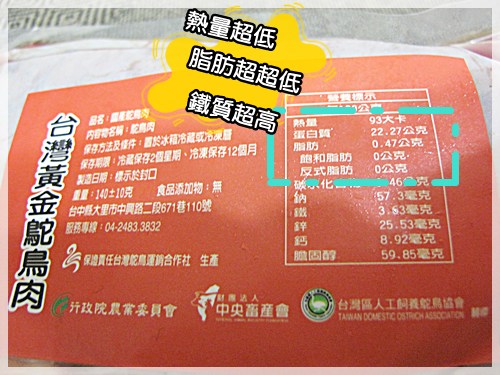 熱量超低
脂肪超超低
鐵質超高
台灣黃金鴕鳥肉
品名:國產鴕鳥肉
內容物名稱:鴕鳥肉
保存方法及條件:置於冰箱冷藏或冷凍層
保存期限:冷藏保存2個星期、冷凍保存12個月
製造日期:標示於封口
重量:140±10克 食品添加物:無
台中縣大里市中興路二段671巷110號
服務專線:04-2483.3832
保證責任台灣鴕鳥運銷合作社 生產
營養標示
熱量 93大卡
蛋白質 22.27公克
脂肪 0.47公克
飽和脂肪 0公克
反式脂肪 0公克
碳水化合物 46公克
鈉 57.3毫克
鐵 3.83毫克
鋅 25.53毫克
鈣 8.92毫克
膽固醇 59.85毫克
行政院農業委員會
財團法人
中央畜產會
台灣區人工飼養鴕鳥協會
TAIWAN DOMESTIC OSTRICH ASSOCIATION
輔導